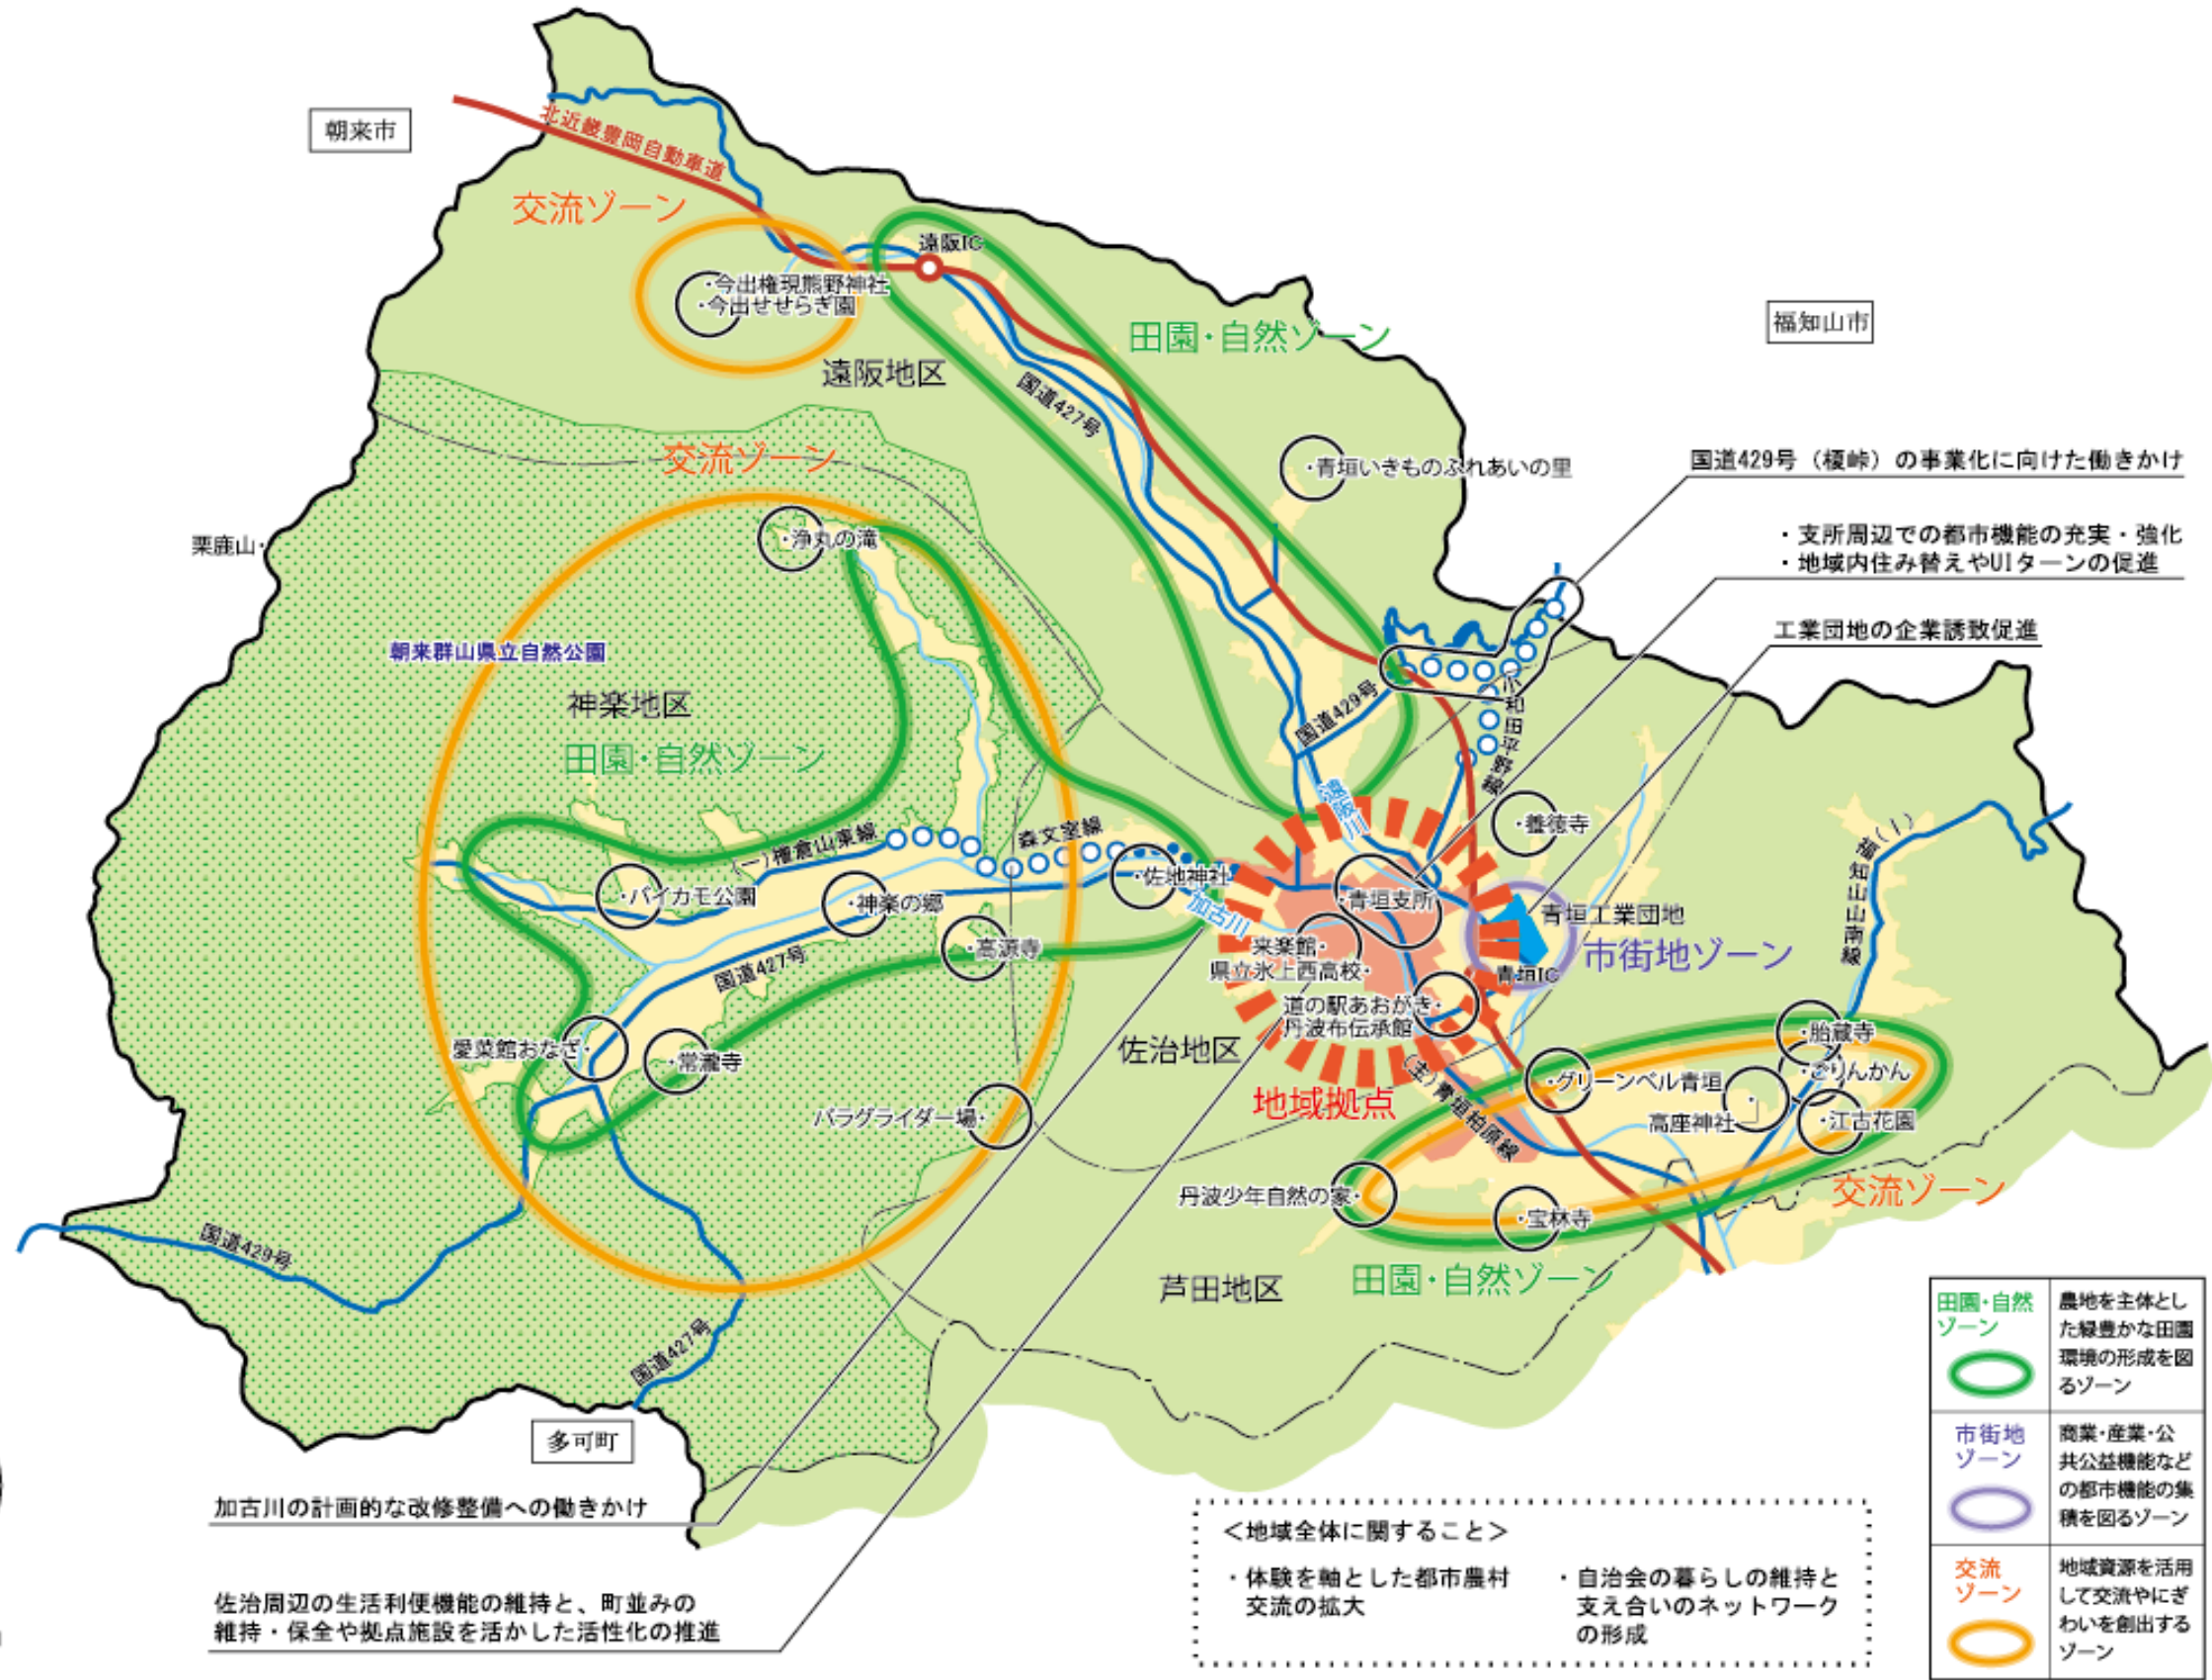 朝来市
北近畿豊岡自動車道
交流ゾーン
遠阪IC
・今出権現熊野神社
・今出せせらぎ園
田園・自然ゾーン
福知山市
遠阪地区
国道427号
交流ゾーン
・青垣いきものふれあいの里
国道429号（榎峠）の事業化に向けた働きかけ
・支所周辺での都市機能の充実・強化
・地域内住み替えやUIターンの促進
工業団地の企業誘致促進
粟鹿山・
・浄丸の滝
朝来群山県立自然公園
神楽地区
田園・自然ゾーン
国道429号
小和田平野線
遠阪川
・養徳寺
(一)檜倉山東線
森文室線
・バイカモ公園
・神楽の郷
・佐地神社
加古川
・青垣支所
青垣工業団地
市街地ゾーン
福(一)知山山南線
・高源寺
国道427号
来楽館・
県立氷上西高校・
青垣IC
道の駅あおがき・
丹波布伝承館
愛菜館おなざ・
・常瀧寺
佐治地区
・胎蔵寺
・ごりんかん
・グリーンベル青垣
地域拠点
(主)青垣柏原線
パラグライダー場・
高座神社
・江古花園
丹波少年自然の家・
・宝林寺
交流ゾーン
国道429号
芦田地区
田園・自然ゾーン
国道427号
多可町
加古川の計画的な改修整備への働きかけ
佐治周辺の生活利便機能の維持と、町並みの
維持・保全や拠点施設を活かした活性化の推進
＜地域全体に関すること＞
・体験を軸とした都市農村
交流の拡大
・自治会の暮らしの維持と
支え合いのネットワーク
の形成
田園・自然
ゾーン
農地を主体とし
た緑豊かな田園
環境の形成を図
るゾーン
市街地
ゾーン
商業・産業・公
共公益機能など
の都市機能の集
積を図るゾーン
交流
ゾーン
地域資源を活用
して交流やにぎ
わいを創出する
ゾーン